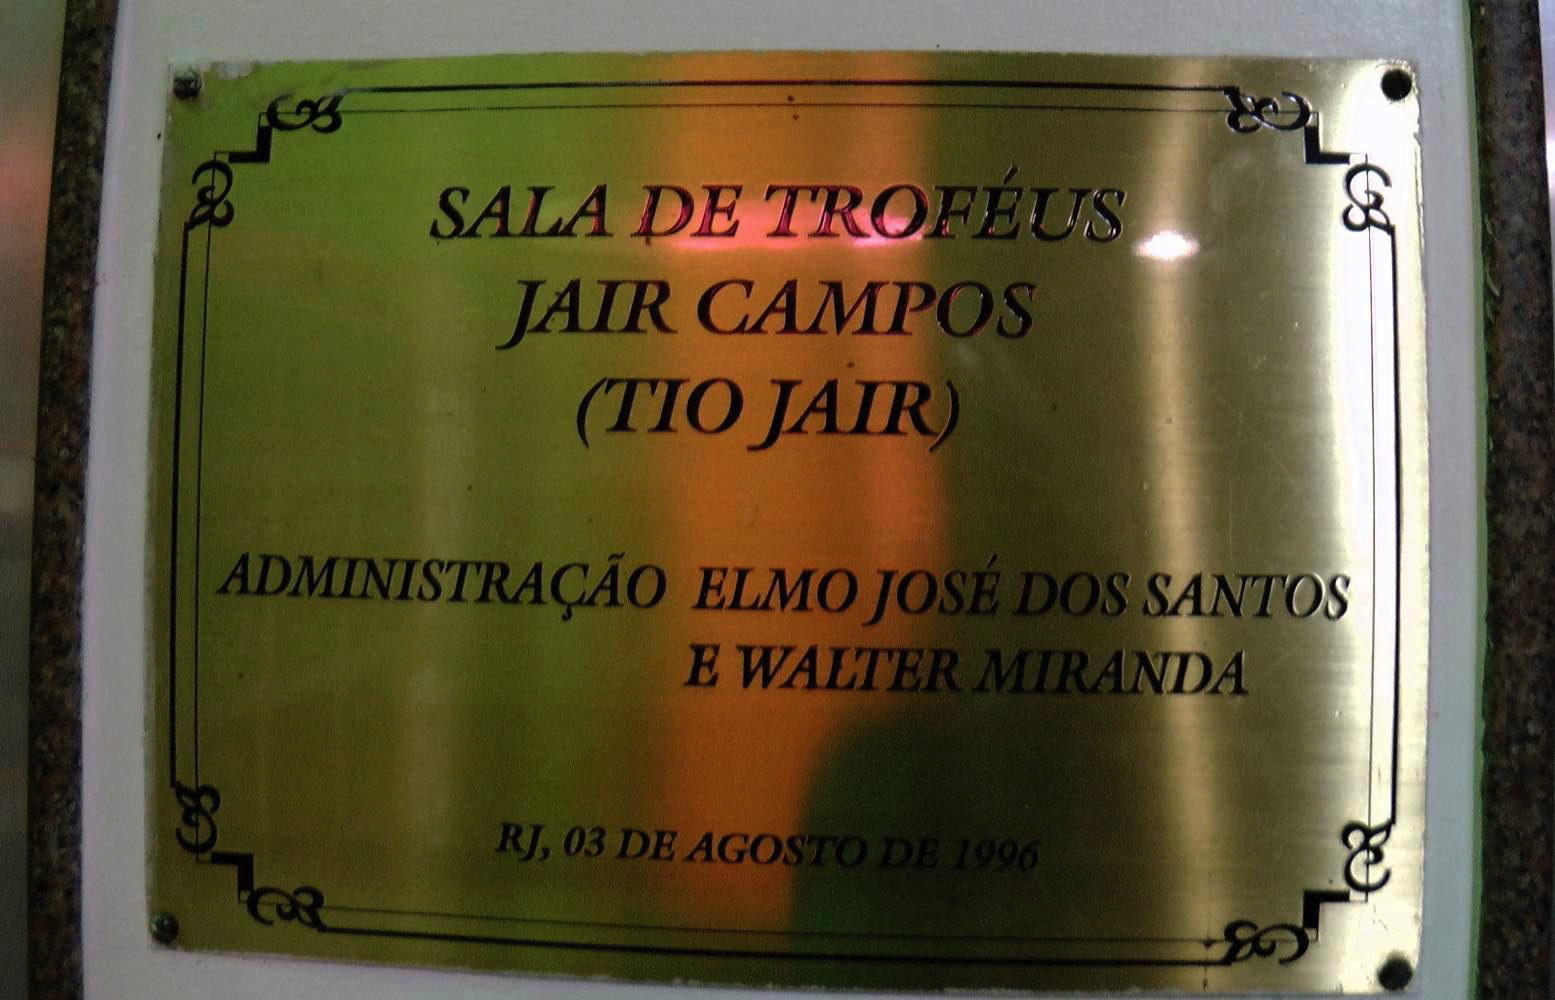 SALA DE TROFÉUS
JAIR CAMPOS
(TIO JAIR)
ADMINISTRAÇÃO ELMO JOSÉ DOS SANTOS
E WALTER MIRANDA
RJ, 03 DE AGOSTO DE 1996